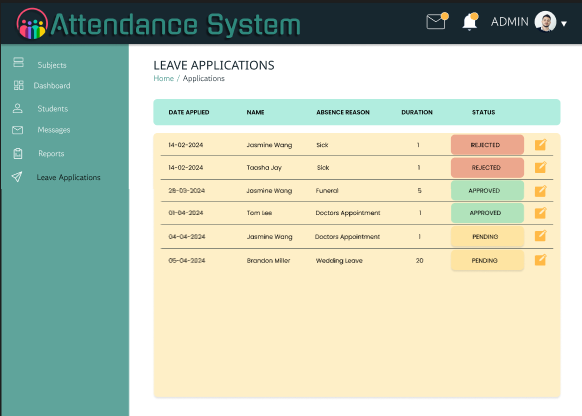 Attendance System
ADMIN
Subjects
Dashboard
Students
Messages
Reports
Leave Applications
LEAVE APPLICATIONS
Home / Applications
DATE APPLIED NAME ABSENCE REASON DURATION STATUS
14-02-2024 Jasmine Wang Sick 1 REJECTED
14-02-2024 Taasha Jay Sick 1 REJECTED
28-03-2024 Jasmine Wang Funeral 5 APPROVED
01-04-2024 Tom Lee Doctors Appointment 1 APPROVED
04-04-2024 Jasmine Wang Doctors Appointment 1 PENDING
05-04-2024 Brandon Miller Wedding Leave 20 PENDING